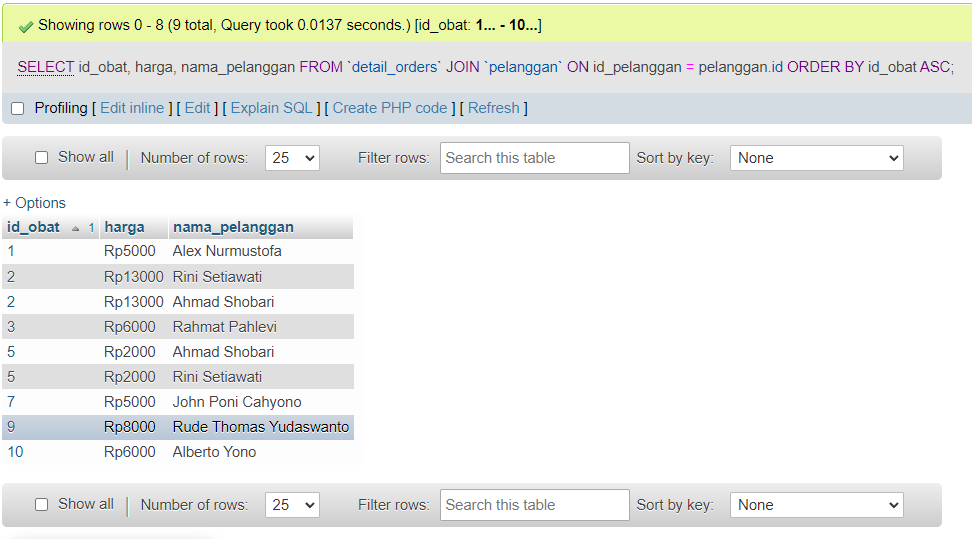 Showing rows 0 - 8 (9 total, Query took 0.0137 seconds.) [id_obat: 1... - 10...]
SELECT id_obat, harga, nama_pelanggan FROM `detail_orders` JOIN `pelanggan` ON id_pelanggan = pelanggan.id ORDER BY id_obat ASC;
Profiling [ Edit inline ] [ Edit ] [ Explain SQL ] [ Create PHP code ] [ Refresh ]
Show all Number of rows: 25 Filter rows: Search this table Sort by key: None
+ Options
id_obat 1 harga nama_pelanggan
1 Rp5000 Alex Nurmustofa
2 Rp13000 Rini Setiawati
2 Rp13000 Ahmad Shobari
3 Rp6000 Rahmat Pahlevi
5 Rp2000 Ahmad Shobari
5 Rp2000 Rini Setiawati
7 Rp5000 John Poni Cahyono
9 Rp8000 Rude Thomas Yudaswanto
10 Rp6000 Alberto Yono
Show all Number of rows: 25 Filter rows: Search this table Sort by key: None